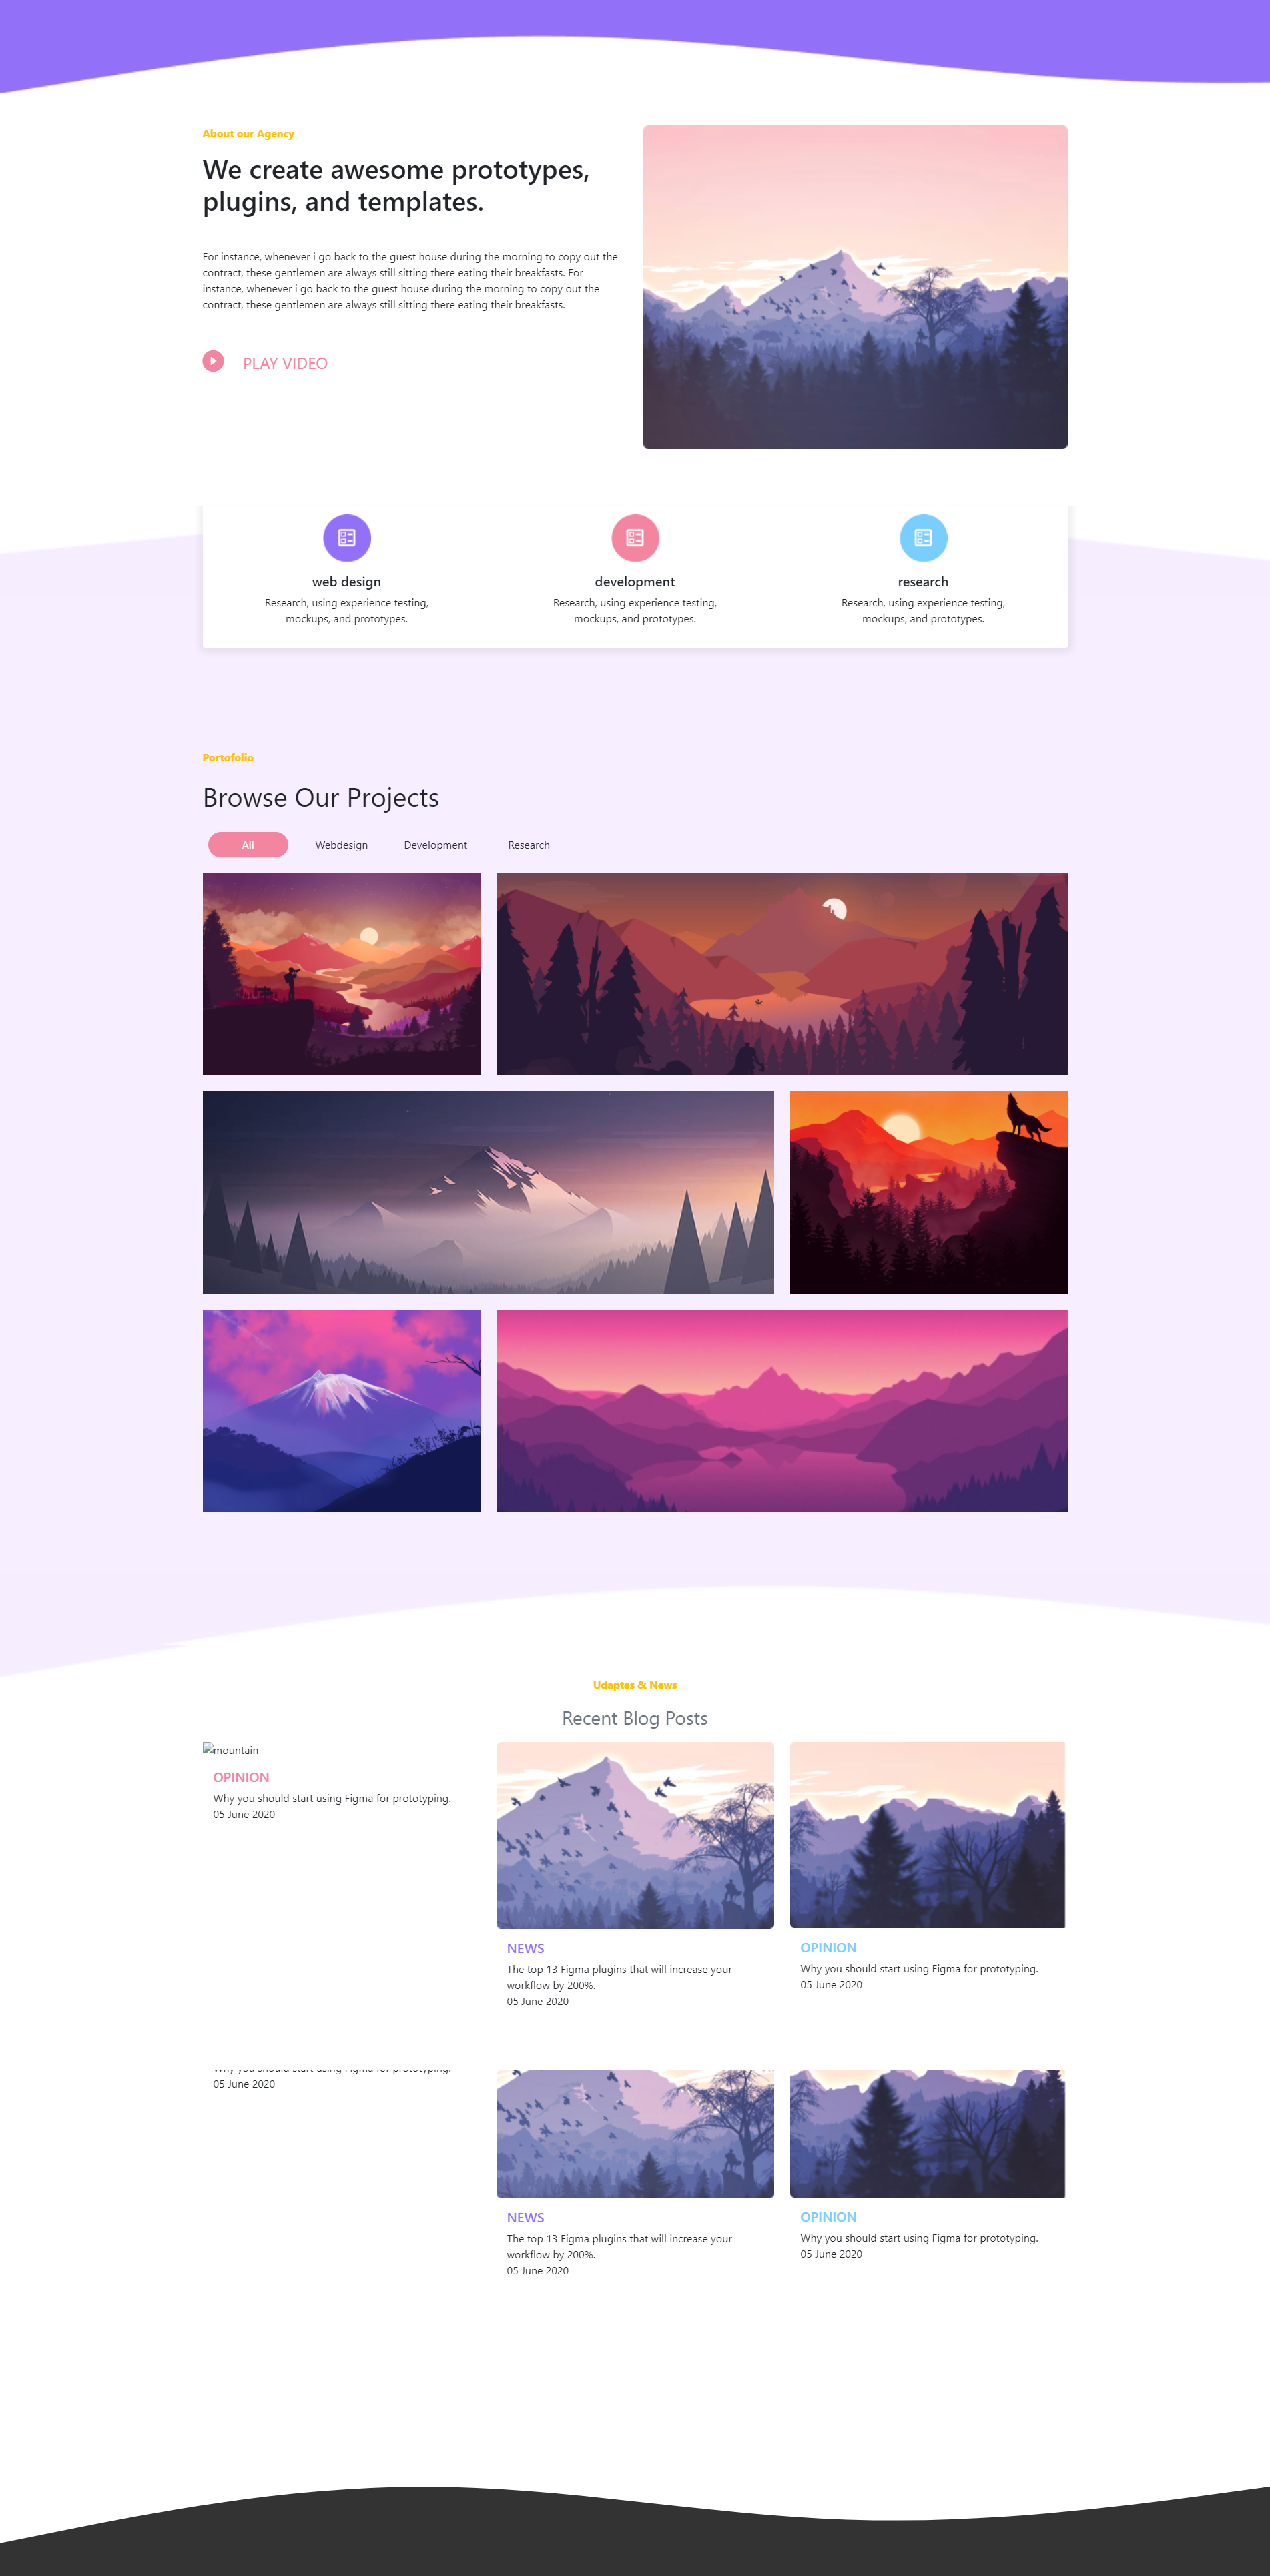 About our Agency
We create awesome prototypes,
plugins, and templates.
For instance, whenever i go back to the guest house during the morning to copy out the
contract, these gentlemen are always still sitting there eating their breakfasts. For
instance, whenever i go back to the guest house during the morning to copy out the
contract, these gentlemen are always still sitting there eating their breakfasts.
PLAY VIDEO
web design
Research, using experience testing,
mockups, and prototypes.
development
Research, using experience testing,
mockups, and prototypes.
research
Research, using experience testing,
mockups, and prototypes.
Portofolio
Browse Our Projects
All
Webdesign
Development
Research
Udaptes & News
Recent Blog Posts
mountain
OPINION
Why you should start using Figma for prototyping.
05 June 2020
NEWS
The top 13 Figma plugins that will increase your
workflow by 200%.
05 June 2020
OPINION
Why you should start using Figma for prototyping.
05 June 2020
Why you should start using Figma for prototyping.
05 June 2020
NEWS
The top 13 Figma plugins that will increase your
workflow by 200%.
05 June 2020
OPINION
Why you should start using Figma for prototyping.
05 June 2020